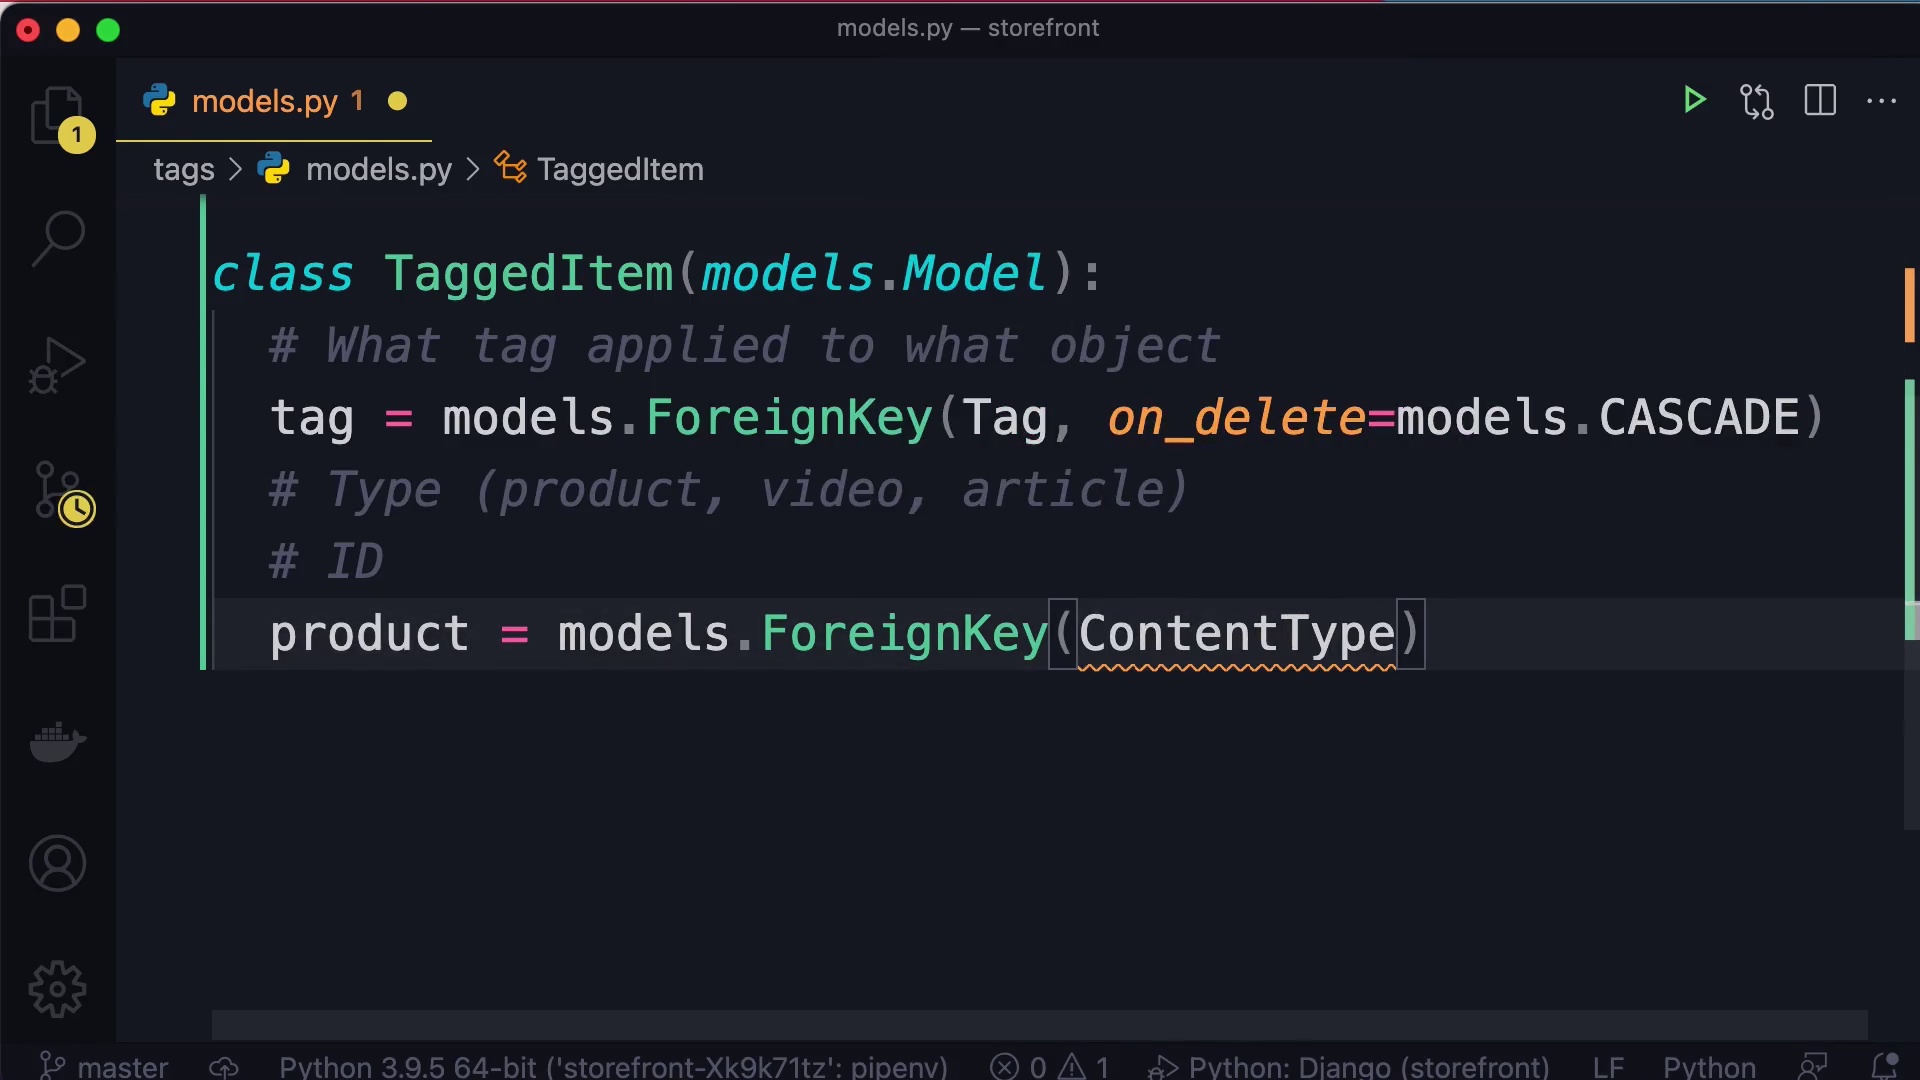 models.py — storefront
models.py 1
1
tags > models.py > TaggedItem
class TaggedItem(models.Model):
# What tag applied to what object
tag = models.ForeignKey(Tag, on_delete=models.CASCADE)
# Type (product, video, article)
# ID
product = models.ForeignKey(ContentType)
master Python 3.9.5 64-bit ('storefront-Xk9k71tz': pipenv) 0 1 Python: Django (storefront) LF Python